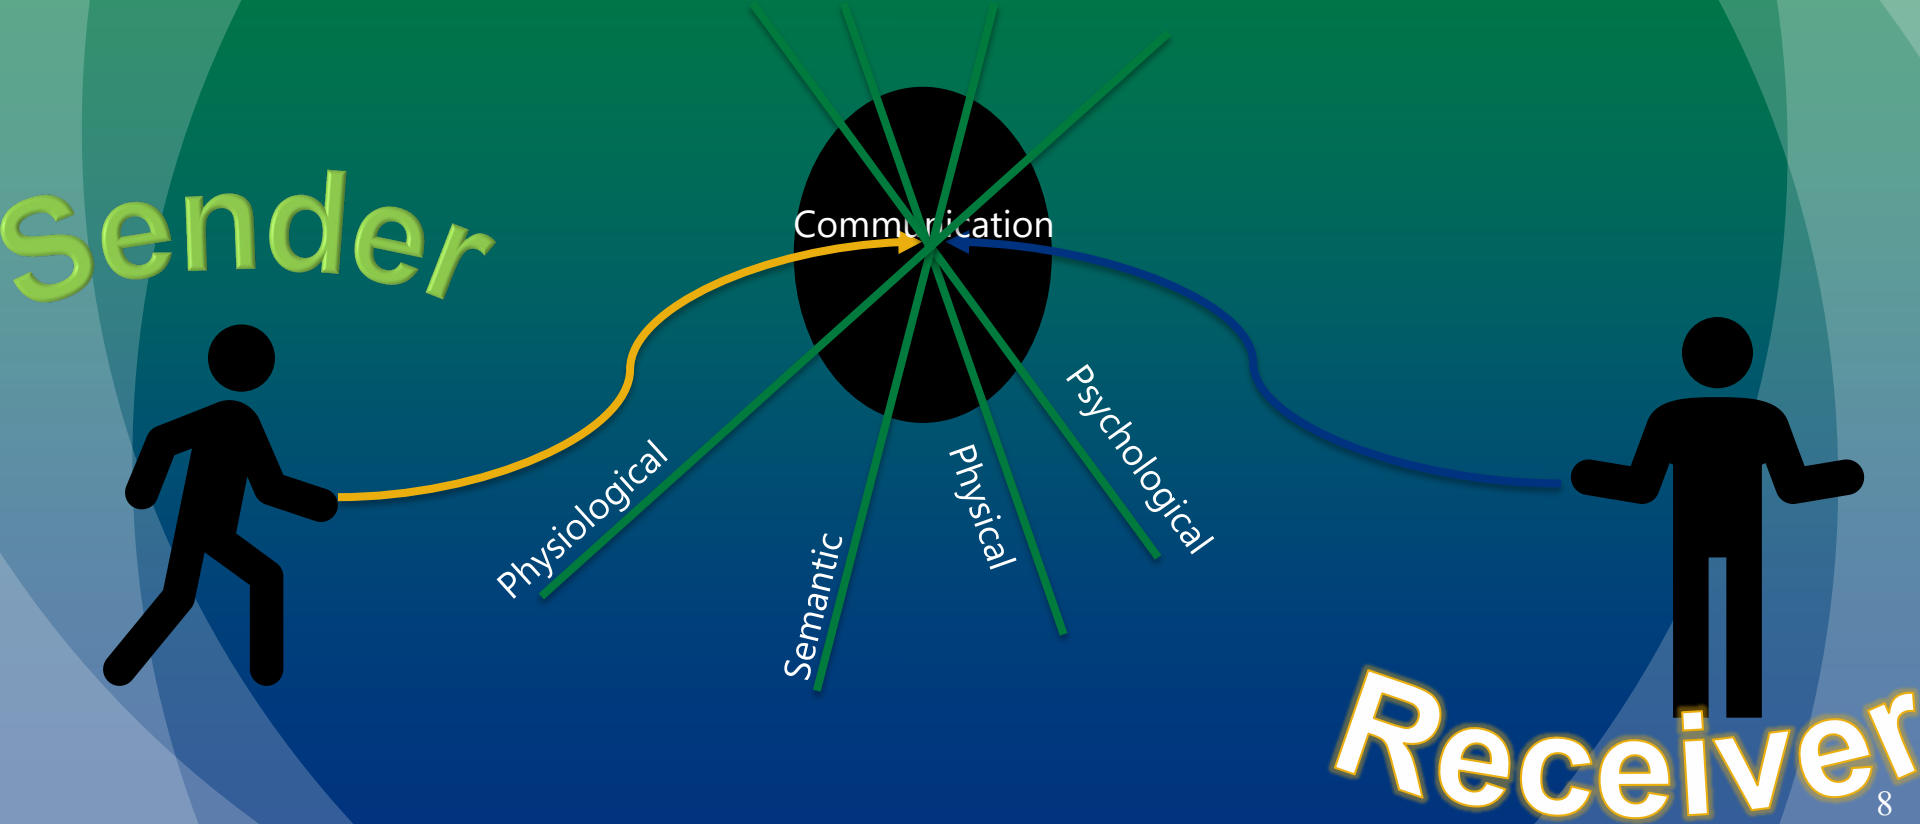 Sender
Communication
Physiological
Semantic
Physical
Psychological
Receiver
8